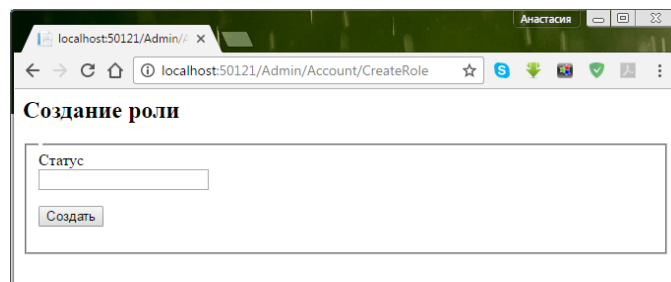 Анастасия
localhost:50121/Admin/A
localhost:50121/Admin/Account/CreateRole
Создание роли
Статус
Создать